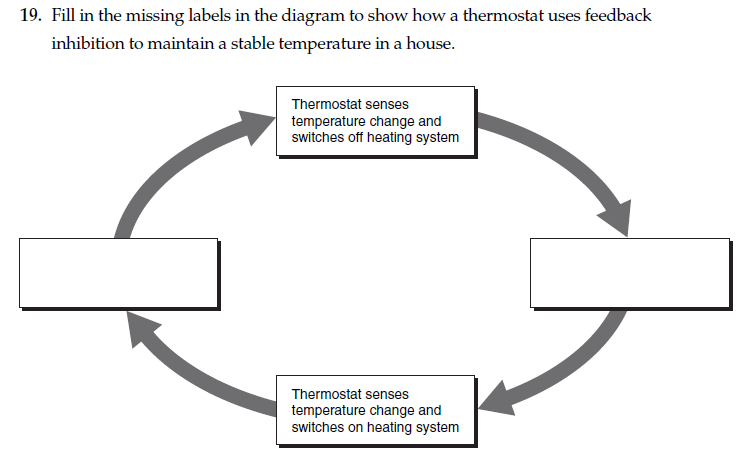 19. Fill in the missing labels in the diagram to show how a thermostat uses feedback
inhibition to maintain a stable temperature in a house.
Thermostat senses
temperature change and
switches off heating system
Thermostat senses
temperature change and
switches on heating system